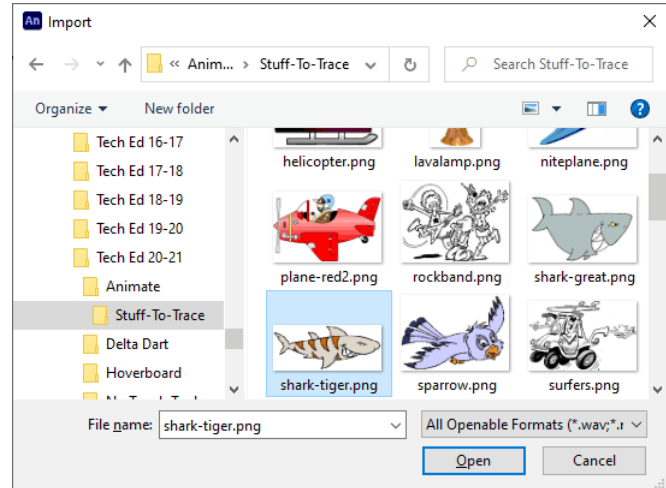 An Import
« Anim... > Stuff-To-Trace
Search Stuff-To-Trace
Organize
New folder
?
Tech Ed 16-17
Tech Ed 17-18
Tech Ed 18-19
Tech Ed 19-20
Tech Ed 20-21
Animate
Stuff-To-Trace
Delta Dart
Hoverboard
helicopter.png
lavalamp.png
niteplane.png
plane-red2.png
rockband.png
shark-great.png
shark-tiger.png
sparrow.png
surfers.png
File name: shark-tiger.png
All Openable Formats (*.wav;*.r
Open
Cancel